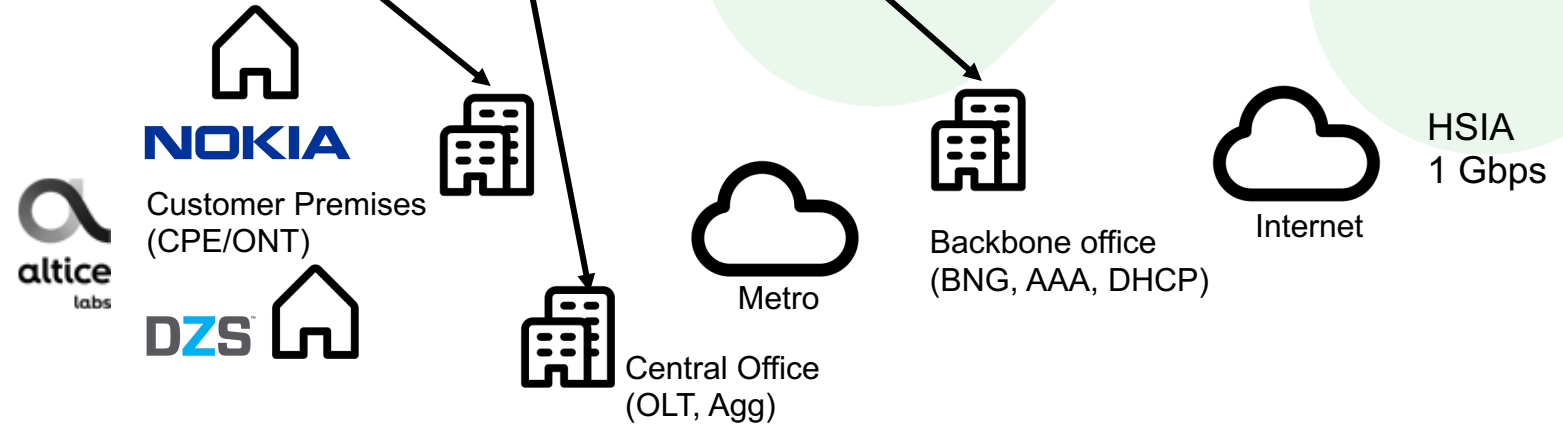 NOKIA
Customer Premises
(CPE/ONT)
altice
labs
DZS™
Metro
Central Office
(OLT, Agg)
Backbone office
(BNG, AAA, DHCP)
Internet
HSIA
1 Gbps